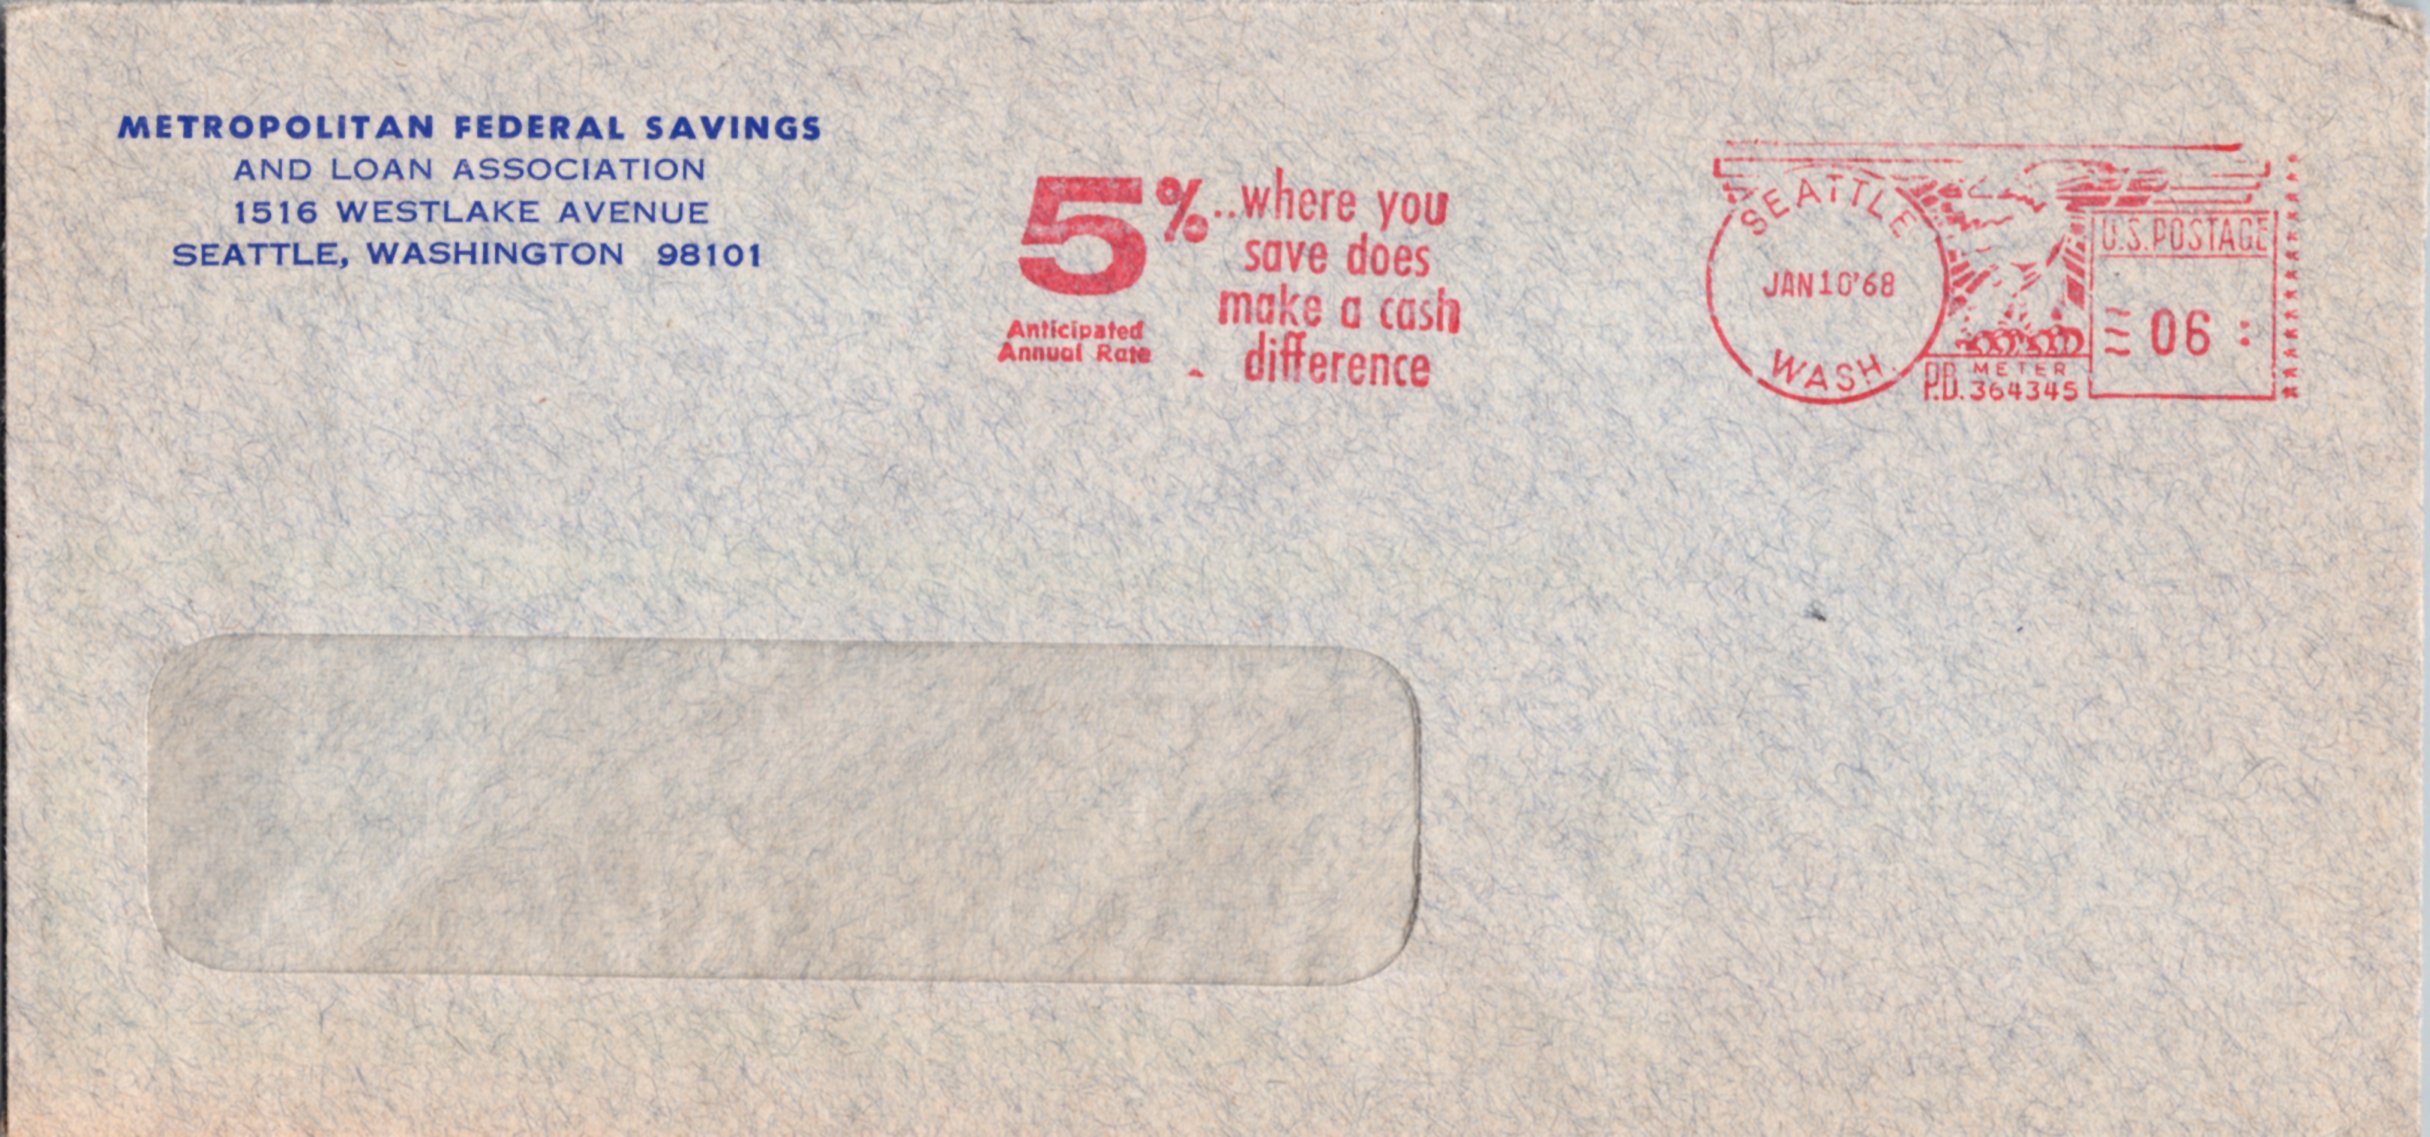 METROPOLITAN FEDERAL SAVINGS
AND LOAN ASSOCIATION
1516 WESTLAKE AVENUE
SEATTLE, WASHINGTON 98101
5%..where you
save does
make a cash
difference
Anticipated
Annual Rate
SEATTLE
JAN 10'68
WASH.
P.B. METER
364345
U.S. POSTAGE
06